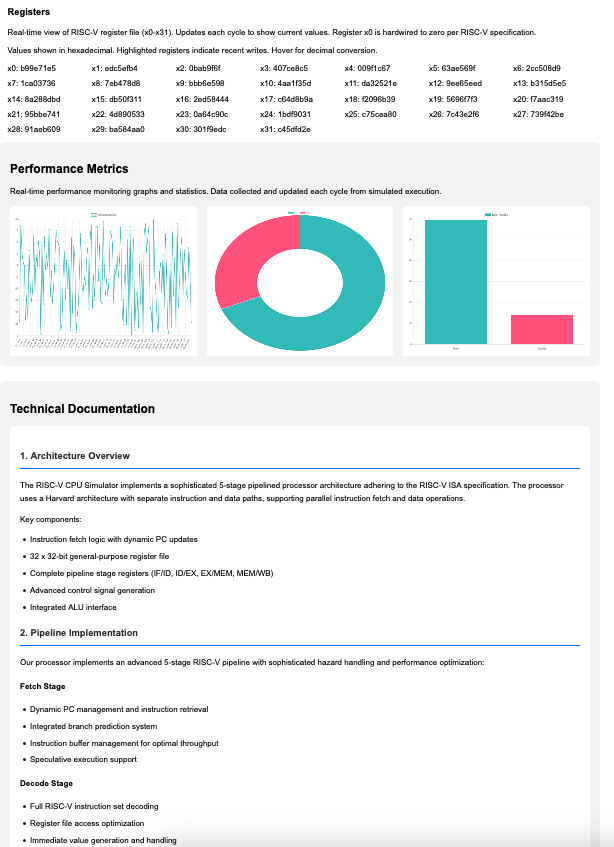 Registers
Real-time view of RISC-V register file (x0-x31). Updates each cycle to show current values. Register x0 is hardwired to zero per RISC-V specification.
Values shown in hexadecimal. Highlighted registers indicate recent writes. Hover for decimal conversion.
x0: b99e71e5 x1: edc5efb4 x2: 0bab9f6f x3: 407ce8c5 x4: 009f1c67 x5: 63ae569f x6: 2cc508d9
x7: 1ca03736 x8: 7eb478d8 x9: bbb6e598 x10: 4aa1f35d x11: da32521e x12: 9ee65eed x13: b315d5e5
x14: 8a288dbd x15: db50f311 x16: 2ed58444 x17: c64d8b9a x18: f2096b39 x19: 5696f7f3 x20: f7aac319
x21: 95bbe741 x22: 4d890533 x23: 0a64c90c x24: 1bdf9031 x25: c75cea80 x26: 7c43e2f6 x27: 739f42be
x28: 91aeb609 x29: ba584aa0 x30: 301f9edc x31: c45dfd2e
Performance Metrics
Real-time performance monitoring graphs and statistics. Data collected and updated each cycle from simulated execution.
Technical Documentation
1. Architecture Overview
The RISC-V CPU Simulator implements a sophisticated 5-stage pipelined processor architecture adhering to the RISC-V ISA specification. The processor
uses a Harvard architecture with separate instruction and data paths, supporting parallel instruction fetch and data operations.
Key components:
• Instruction fetch logic with dynamic PC updates
• 32 x 32-bit general-purpose register file
• Complete pipeline stage registers (IF/ID, ID/EX, EX/MEM, MEM/WB)
• Advanced control signal generation
• Integrated ALU interface
2. Pipeline Implementation
Our processor implements an advanced 5-stage RISC-V pipeline with sophisticated hazard handling and performance optimization:
Fetch Stage
• Dynamic PC management and instruction retrieval
• Integrated branch prediction system
• Instruction buffer management for optimal throughput
• Speculative execution support
Decode Stage
• Full RISC-V instruction set decoding
• Register file access optimization
• Immediate value generation and handling